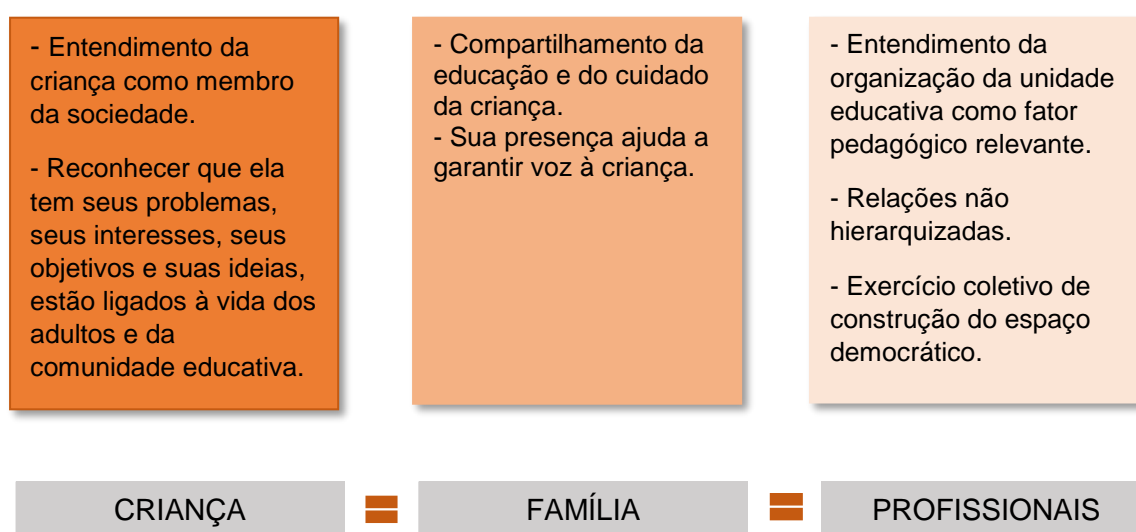 - Entendimento da
criança como membro
da sociedade.
- Reconhecer que ela
tem seus problemas,
seus interesses, seus
objetivos e suas ideias,
estão ligados à vida dos
adultos e da
comunidade educativa.
- Compartilhamento da
educação e do cuidado
da criança.
- Sua presença ajuda a
garantir voz à criança.
- Entendimento da
organização da unidade
educativa como fator
pedagógico relevante.
- Relações não
hierarquizadas.
- Exercício coletivo de
construção do espaço
democrático.
CRIANÇA = FAMÍLIA = PROFISSIONAIS